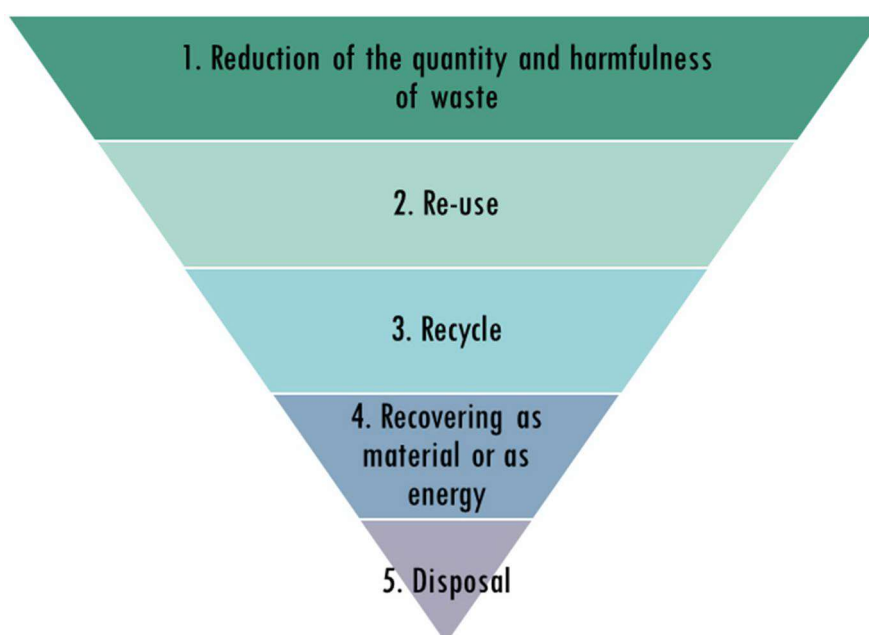 1. Reduction of the quantity and harmfulness
of waste
2. Re-use
3. Recycle
4. Recovering as
material or as
energy
5. Disposal